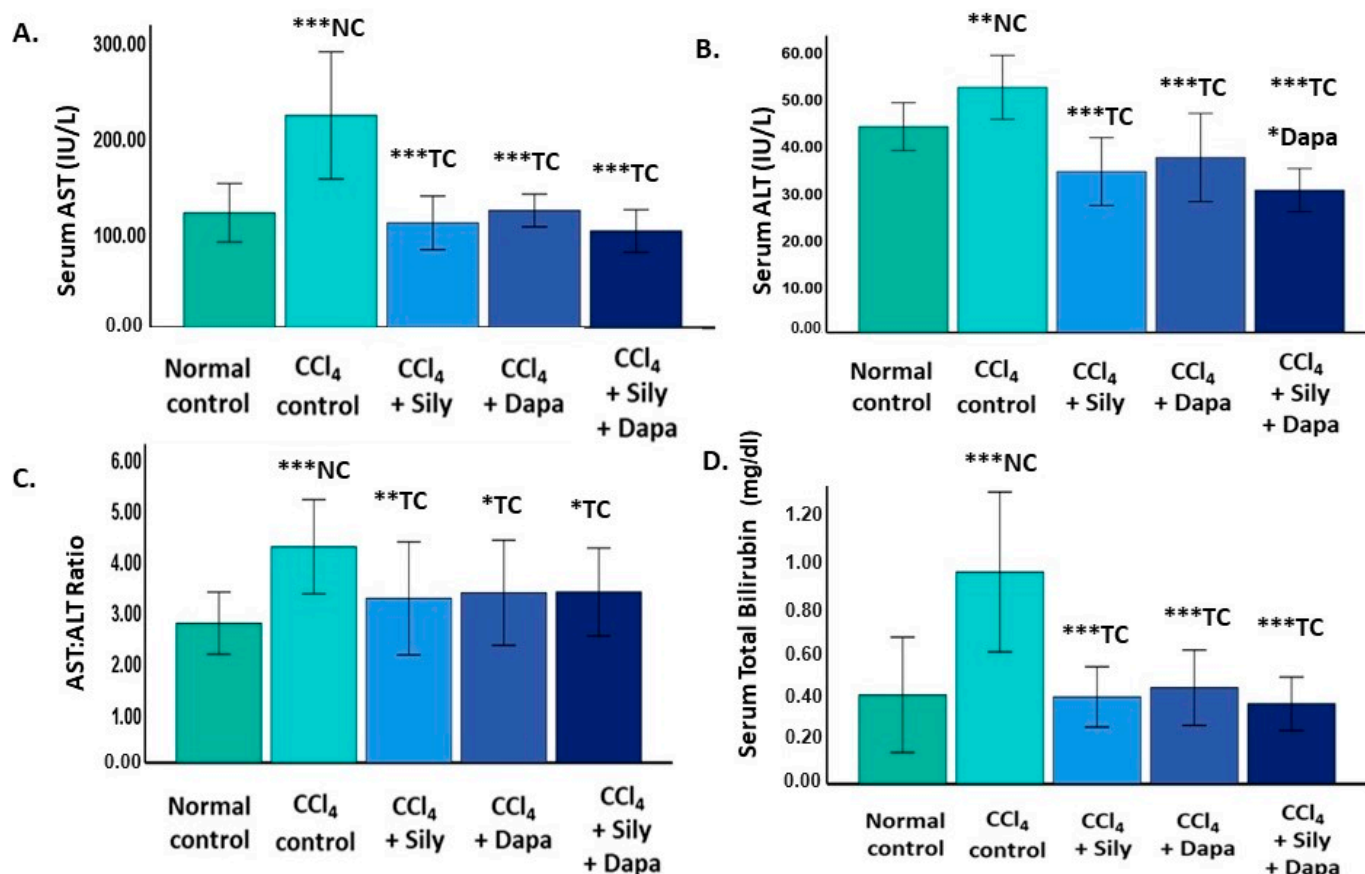 A.
Serum AST (IU/L)
300.00
200.00
100.00
0.00
***NC
***TC
***TC
***TC
Normal
control
CCl₄
control
CCl₄
+ Sily
CCl₄
+ Dapa
CCl₄
+ Sily
+ Dapa
B.
Serum ALT (IU/L)
60.00
50.00
40.00
30.00
20.00
10.00
0.00
**NC
***TC
***TC
***TC
*Dapa
Normal
control
CCl₄
control
CCl₄
+ Sily
CCl₄
+ Dapa
CCl₄
+ Sily
+ Dapa
C.
AST:ALT Ratio
6.00
5.00
4.00
3.00
2.00
1.00
0.00
***NC
**TC
*TC
*TC
Normal
control
CCl₄
control
CCl₄
+ Sily
CCl₄
+ Dapa
CCl₄
+ Sily
+ Dapa
D.
Serum Total Bilirubin (mg/dl)
1.20
1.00
0.80
0.60
0.40
0.20
0.00
***NC
***TC
***TC
***TC
Normal
control
CCl₄
control
CCl₄
+ Sily
CCl₄
+ Dapa
CCl₄
+ Sily
+ Dapa